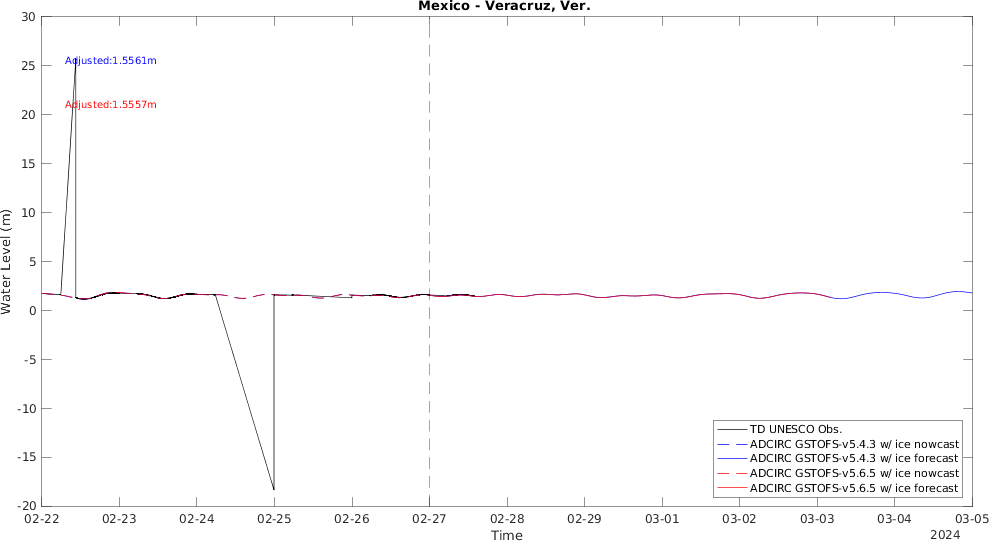 Mexico - Veracruz, Ver.
30
25
20
15
10
5
0
-5
-10
-15
-20
Water Level (m)
Adjusted:1.5561m
Adjusted:1.5557m
TD UNESCO Obs.
ADCIRC GSTOFS-v5.4.3 w/ ice nowcast
ADCIRC GSTOFS-v5.4.3 w/ ice forecast
ADCIRC GSTOFS-v5.6.5 w/ ice nowcast
ADCIRC GSTOFS-v5.6.5 w/ ice forecast
02-22 02-23 02-24 02-25 02-26 02-27 02-28 02-29 03-01 03-02 03-03 03-04 03-05
Time
2024